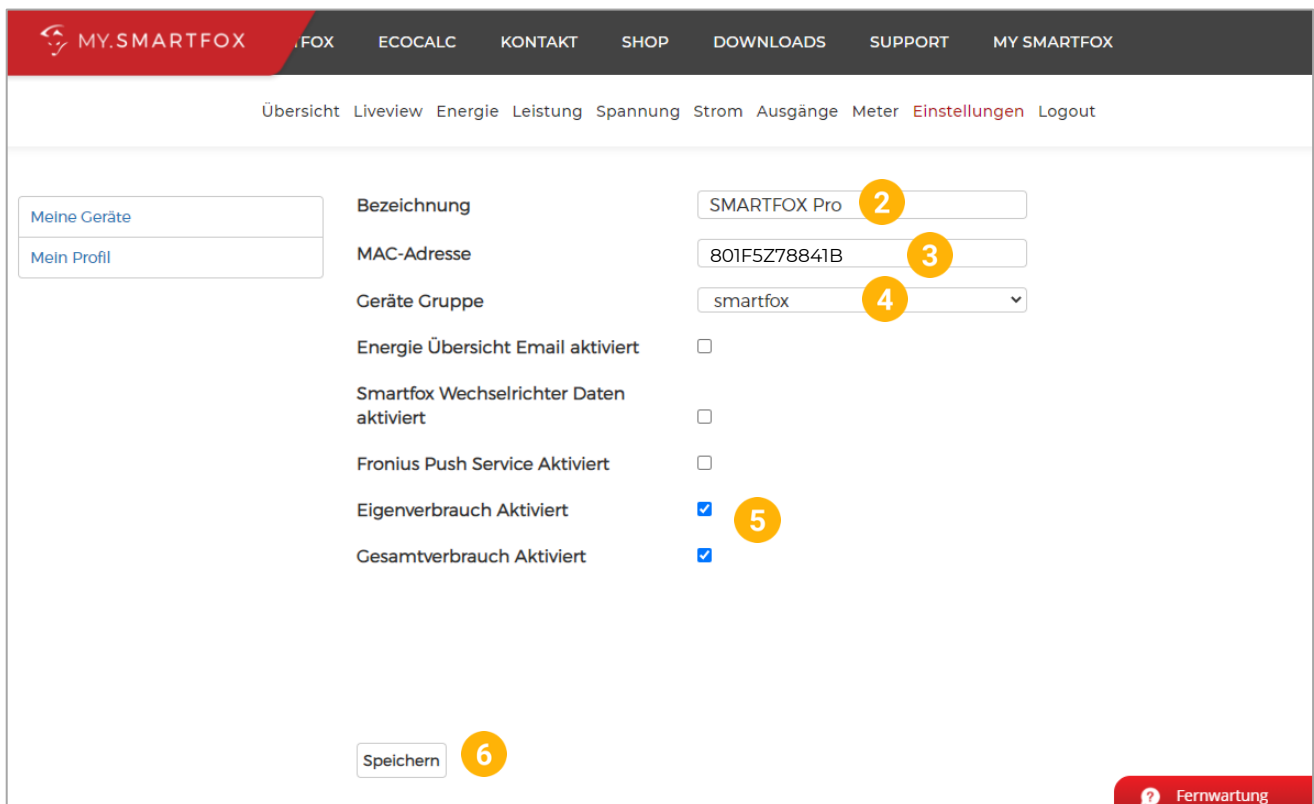 MY.SMARTFOX TFOX ECOCALC KONTAKT SHOP DOWNLOADS SUPPORT MY SMARTFOX
Übersicht Liveview Energie Leistung Spannung Strom Ausgänge Meter Einstellungen Logout
Meine Geräte
Mein Profil
Bezeichnung SMARTFOX Pro 2
MAC-Adresse 801F5Z78841B 3
Geräte Gruppe smartfox 4
Energie Übersicht Email aktiviert
Smartfox Wechselrichter Daten
aktiviert
Fronius Push Service Aktiviert
Eigenverbrauch Aktiviert 5
Gesamtverbrauch Aktiviert
Speichern 6
? Fernwartung